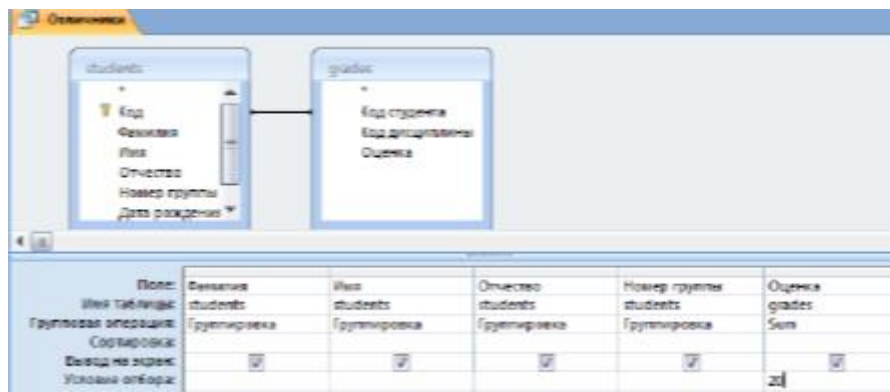 Отличники
students
grades
*
*
Код
Фамилия
Имя
Отчество
Номер группы
Дата рождения
Код студента
Код дисциплины
Оценка
Поле: Фамилия Имя Отчество Номер группы Оценка
Имя таблицы: students students students students grades
Групповая операция: Группировка Группировка Группировка Группировка Sum
Сортировка:
Вывод на экран:
Условие отбора: 20